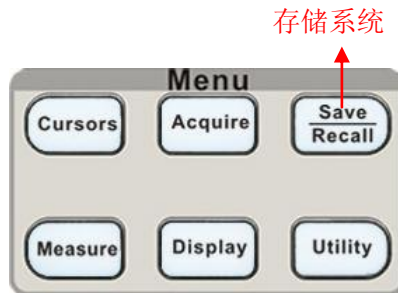 存储系统
Menu
Cursors Acquire Save
Recall
Measure Display Utility